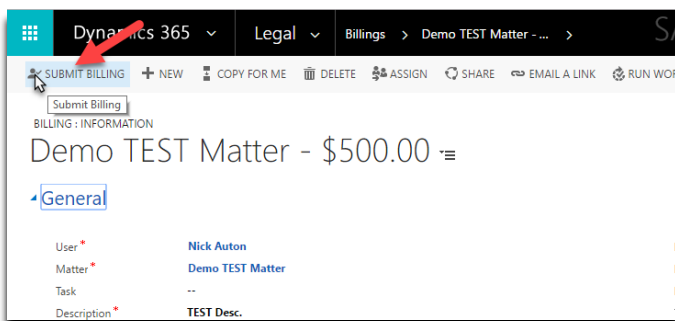 Dynamics 365 Legal Billings > Demo TEST Matter - ... >
SUBMIT BILLING NEW COPY FOR ME DELETE ASSIGN SHARE EMAIL A LINK RUN WOR
Submit Billing
BILLING : INFORMATION
Demo TEST Matter - $500.00
General
User * Nick Auton
Matter * Demo TEST Matter
Task --
Description * TEST Desc.